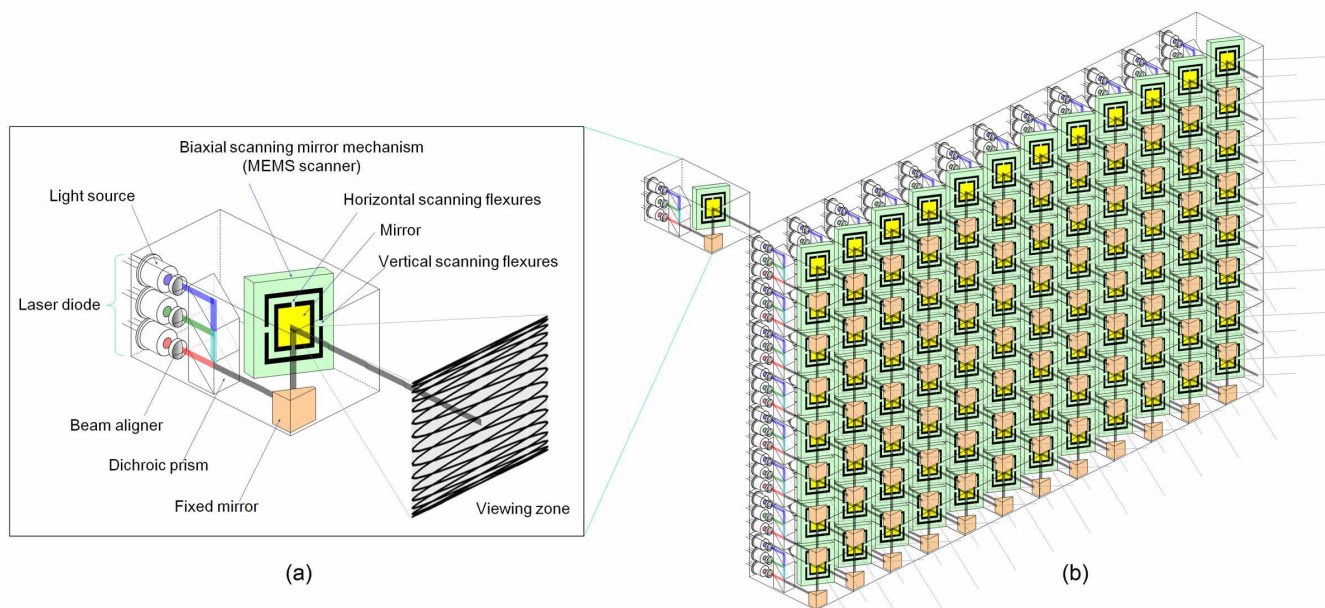 Biaxial scanning mirror mechanism
(MEMS scanner)
Light source
Horizontal scanning flexures
Mirror
Vertical scanning flexures
Laser diode
Beam aligner
Dichroic prism
Fixed mirror
Viewing zone
(a)
(b)